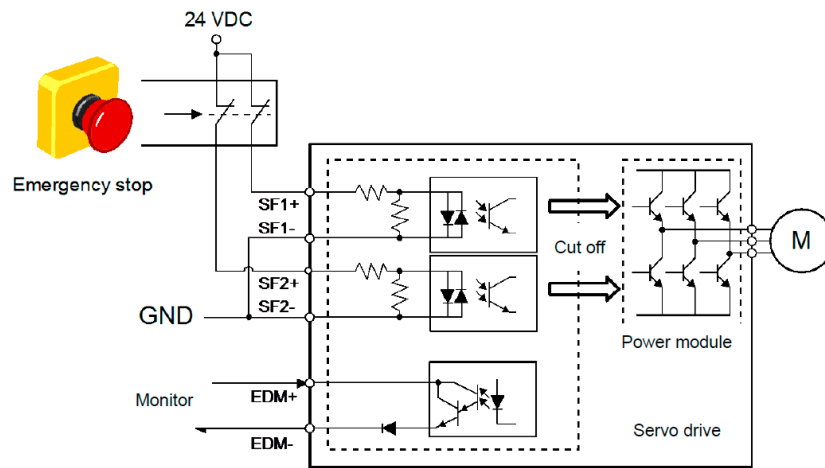 24 VDC
Emergency stop
SF1+
SF1-
SF2+
SF2-
GND
Cut off
M
Power module
Monitor
EDM+
EDM-
Servo drive